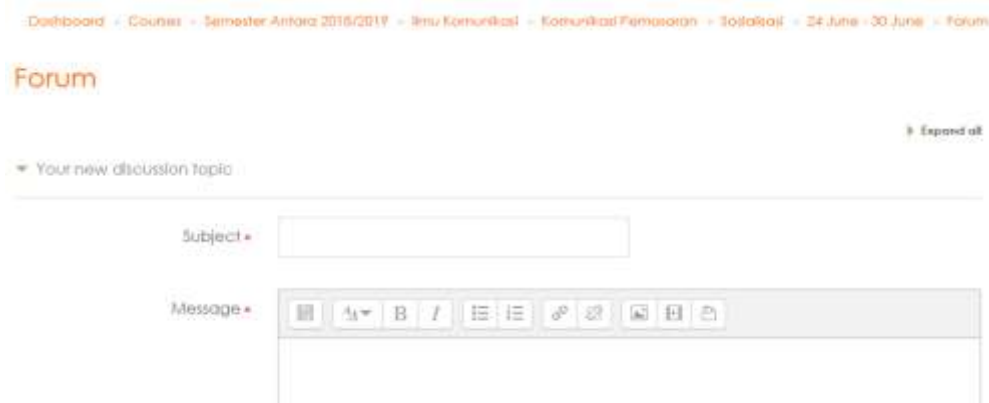 Dashboard Courses Semester Antara 2018/2019 Ilmu Komunikasi Komunikasi Pemasaran Sosialisasi 24 June - 30 June Forum
Forum
Expand all
Your new discussion topic
Subject
Message
B I